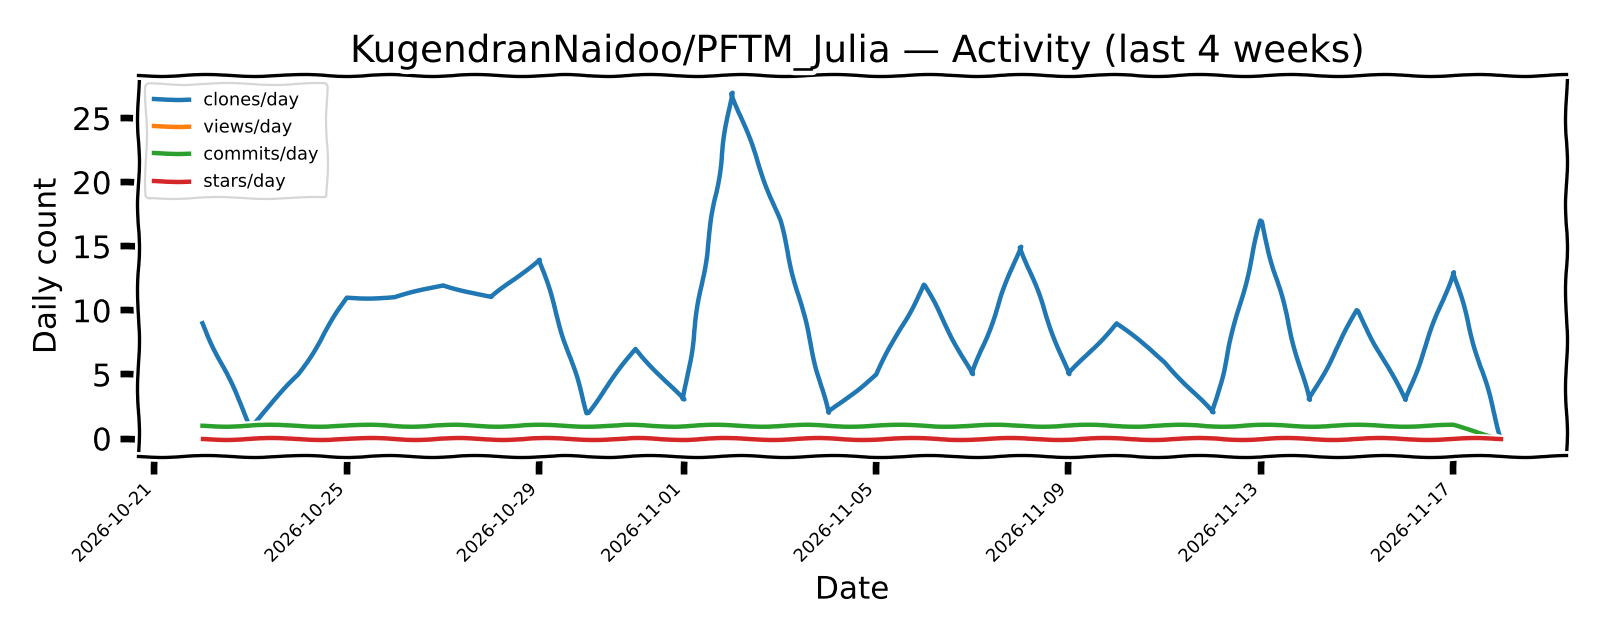 KugendranNaidoo/PFTM_Julia — Activity (last 4 weeks)
clones/day
views/day
commits/day
stars/day
Daily count
25
20
15
10
5
0
2026-10-21
2026-10-25
2026-10-29
2026-11-01
2026-11-05
2026-11-09
2026-11-13
2026-11-17
Date